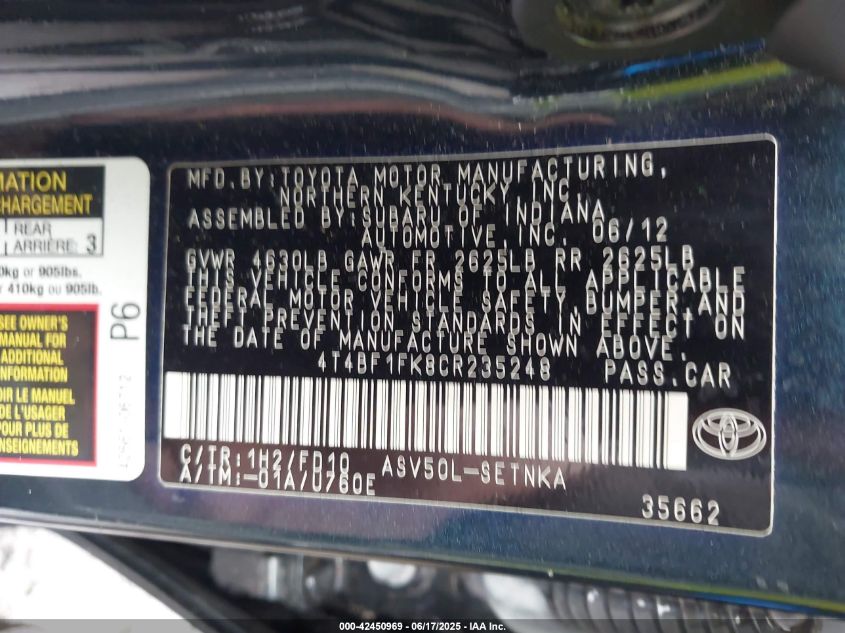 MATION
CHARGEMENT
REAR
ARRIÈRE 3
0kg or 905lbs.
r 410kg ou 905lb.
SEE OWNER'S
MANUAL FOR
ADDITIONAL
INFORMATION
OIR LE MANUEL
DE L'USAGER
POUR PLUS DE
ENSEIGNEMENTS
P6
MFD. BY: TOYOTA MOTOR MANUFACTURING,
NORTHERN KENTUCKY, INC.
ASSEMBLED BY: SUBARU OF INDIANA
AUTOMOTIVE, INC. 06/12
GVWR 4630LB GAWR FR 2625LB RR 2625LB
THIS VEHICLE CONFORMS TO ALL APPLICABLE
FEDERAL MOTOR VEHICLE SAFETY, BUMPER AND
THEFT PREVENTION STANDARDS IN EFFECT ON
THE DATE OF MANUFACTURE SHOWN ABOVE.
4T4BF1FK8CR235248 PASS.CAR
C/TR: 1H2/FD10 ASV50L-SETNKA
A/TM: -01A/U760E
35662
000-42450969 - 06/17/2025 - IAA Inc.